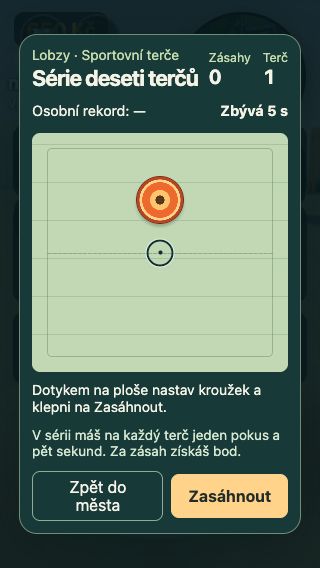 Lobzy · Sportovní terče
Série deseti terčů
Zásahy
0
Terč
1
Osobní rekord: —
Zbývá 5 s
Dotykem na ploše nastav kroužek a
klepni na Zasáhnout.
V sérii máš na každý terč jeden pokus a
pět sekund. Za zásah získáš bod.
Zpět do
města
Zasáhnout